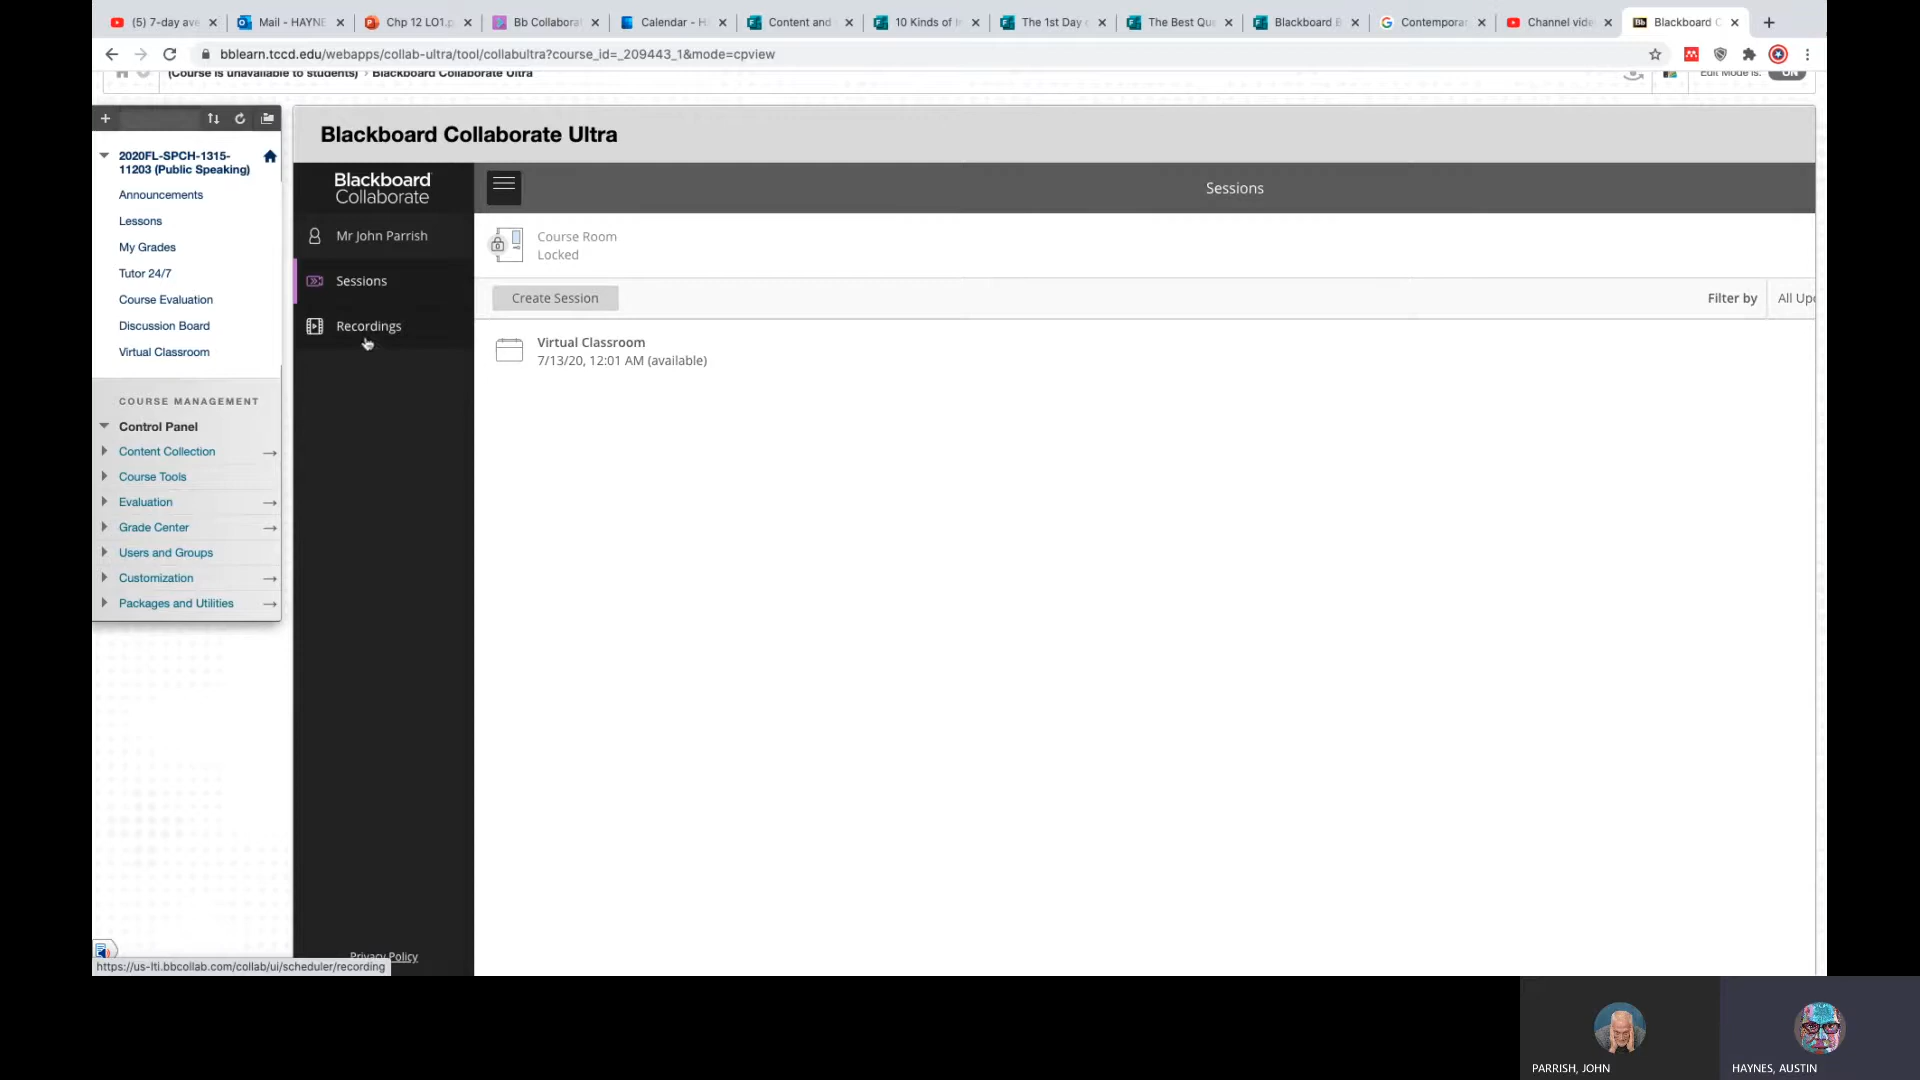 (5) 7-day ave
Mail - HAYNE
Chp 12 LO1.p
Bb Collabora
Calendar - H
Content and
10 Kinds of I
The 1st Day
The Best Qu
Blackboard B
Contempora
Channel vide
Blackboard C
bblearn.tccd.edu/webapps/collab-ultra/tool/collabultra?course_id=_209443_1&mode=cpview
(Course is unavailable to students) › Blackboard Collaborate Ultra
Edit Mode is: ON
Blackboard Collaborate Ultra
2020FL-SPCH-1315-
11203 (Public Speaking)
Announcements
Lessons
My Grades
Tutor 24/7
Course Evaluation
Discussion Board
Virtual Classroom
COURSE MANAGEMENT
Control Panel
Content Collection
Course Tools
Evaluation
Grade Center
Users and Groups
Customization
Packages and Utilities
Blackboard
Collaborate
Mr John Parrish
Sessions
Recordings
Privacy Policy
Sessions
Course Room
Locked
Create Session
Filter by
All Upc
Virtual Classroom
7/13/20, 12:01 AM (available)
https://us-lti.bbcollab.com/collab/ui/scheduler/recording
PARRISH, JOHN
HAYNES, AUSTIN